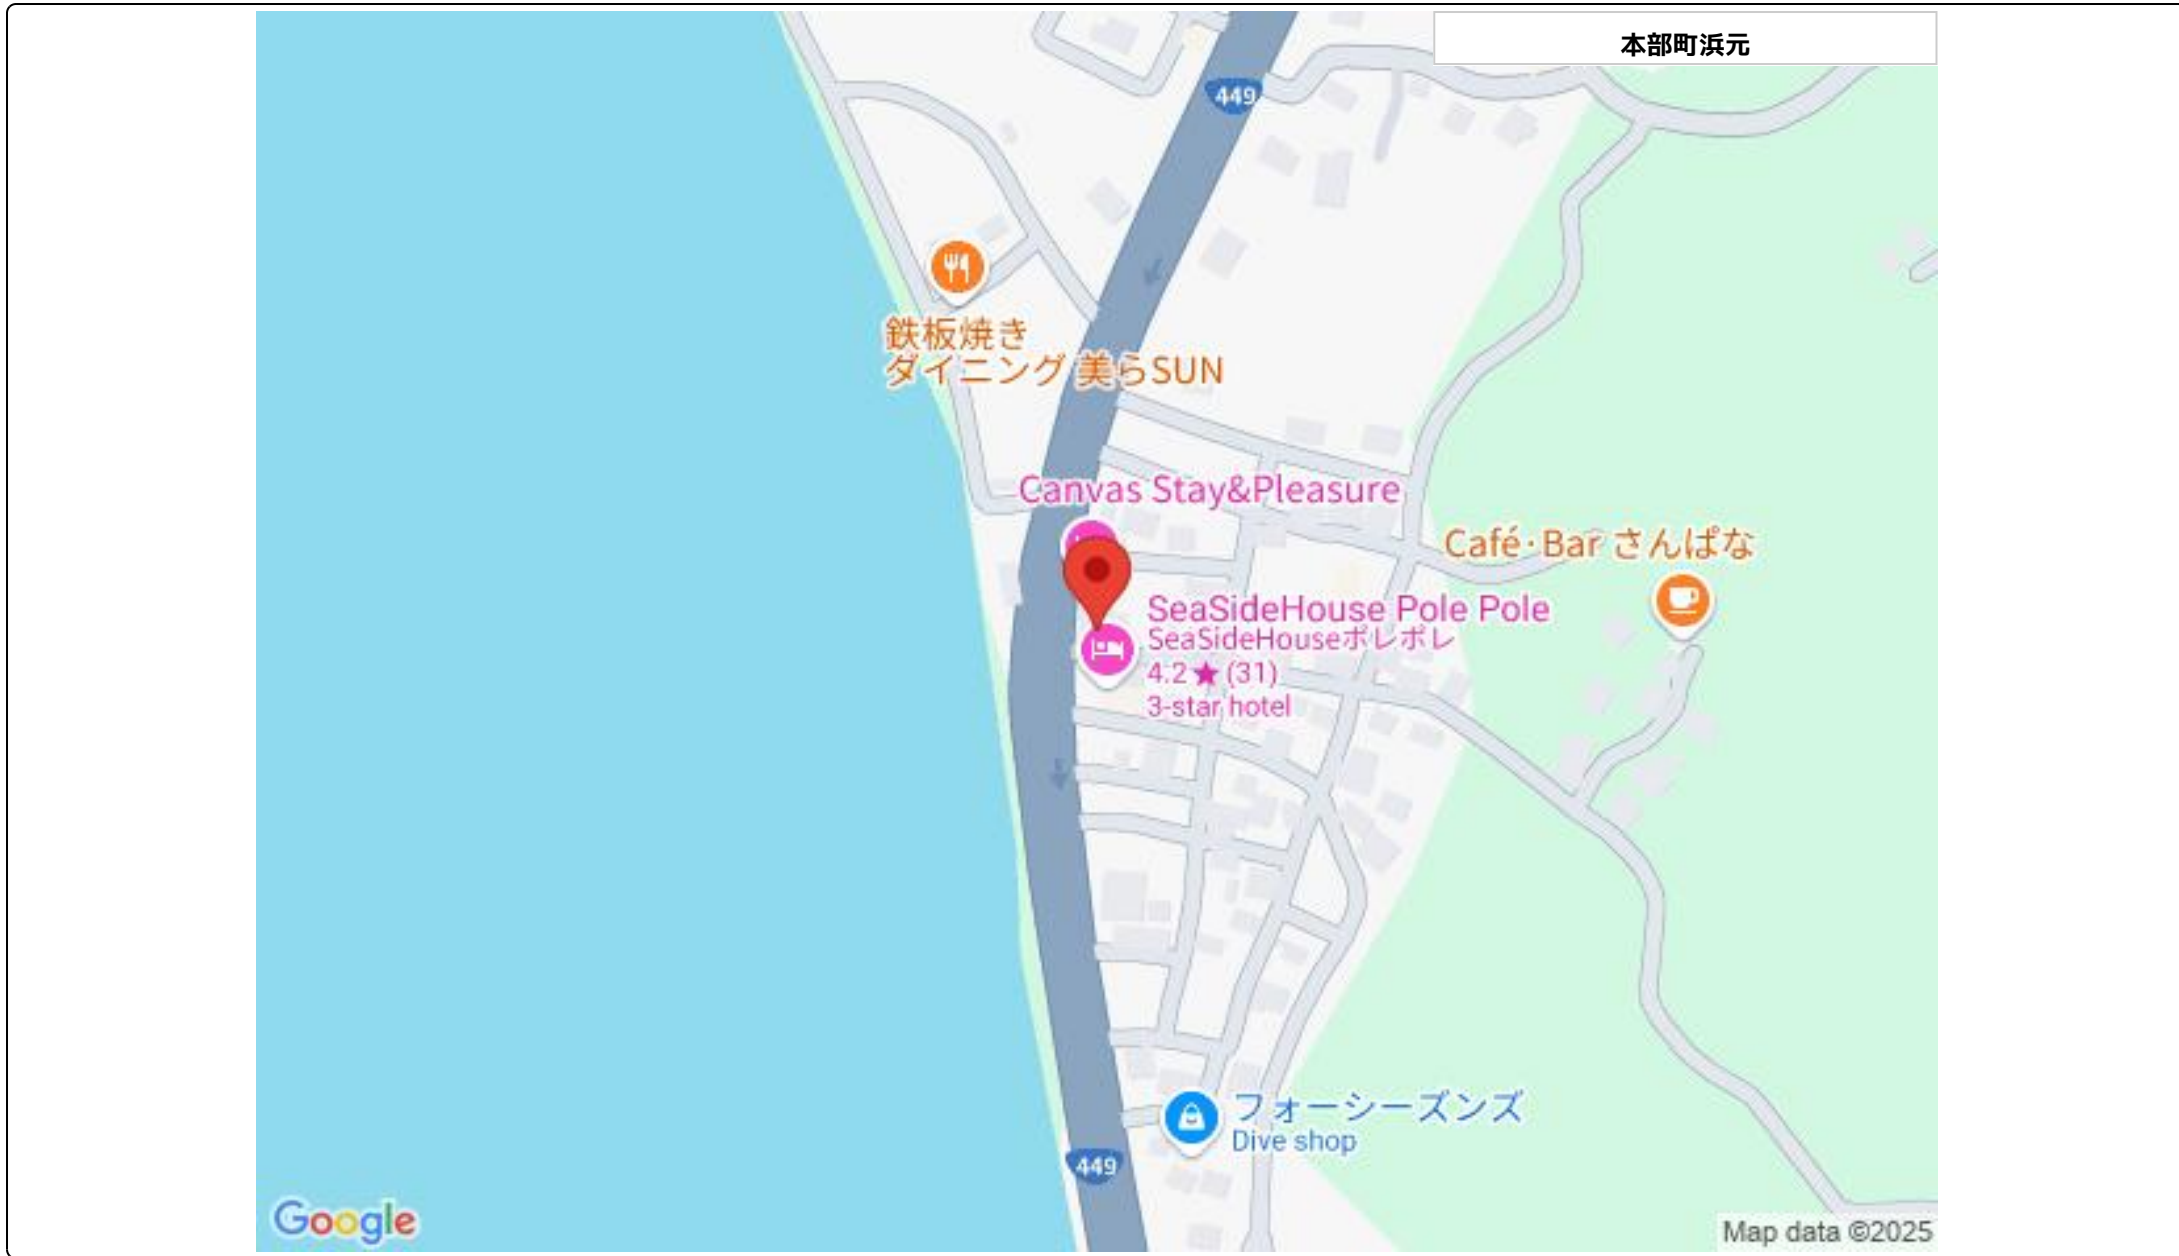 本部町浜元
449
鉄板焼き
ダイニング 美らSUN
Canvas Stay&Pleasure
Café·Bar さんぱな
SeaSideHouse Pole Pole
SeaSideHouseポレポレ
4.2★ (31)
3-star hotel
フォーシーズンズ
Dive shop
449
Google
Map data ©2025